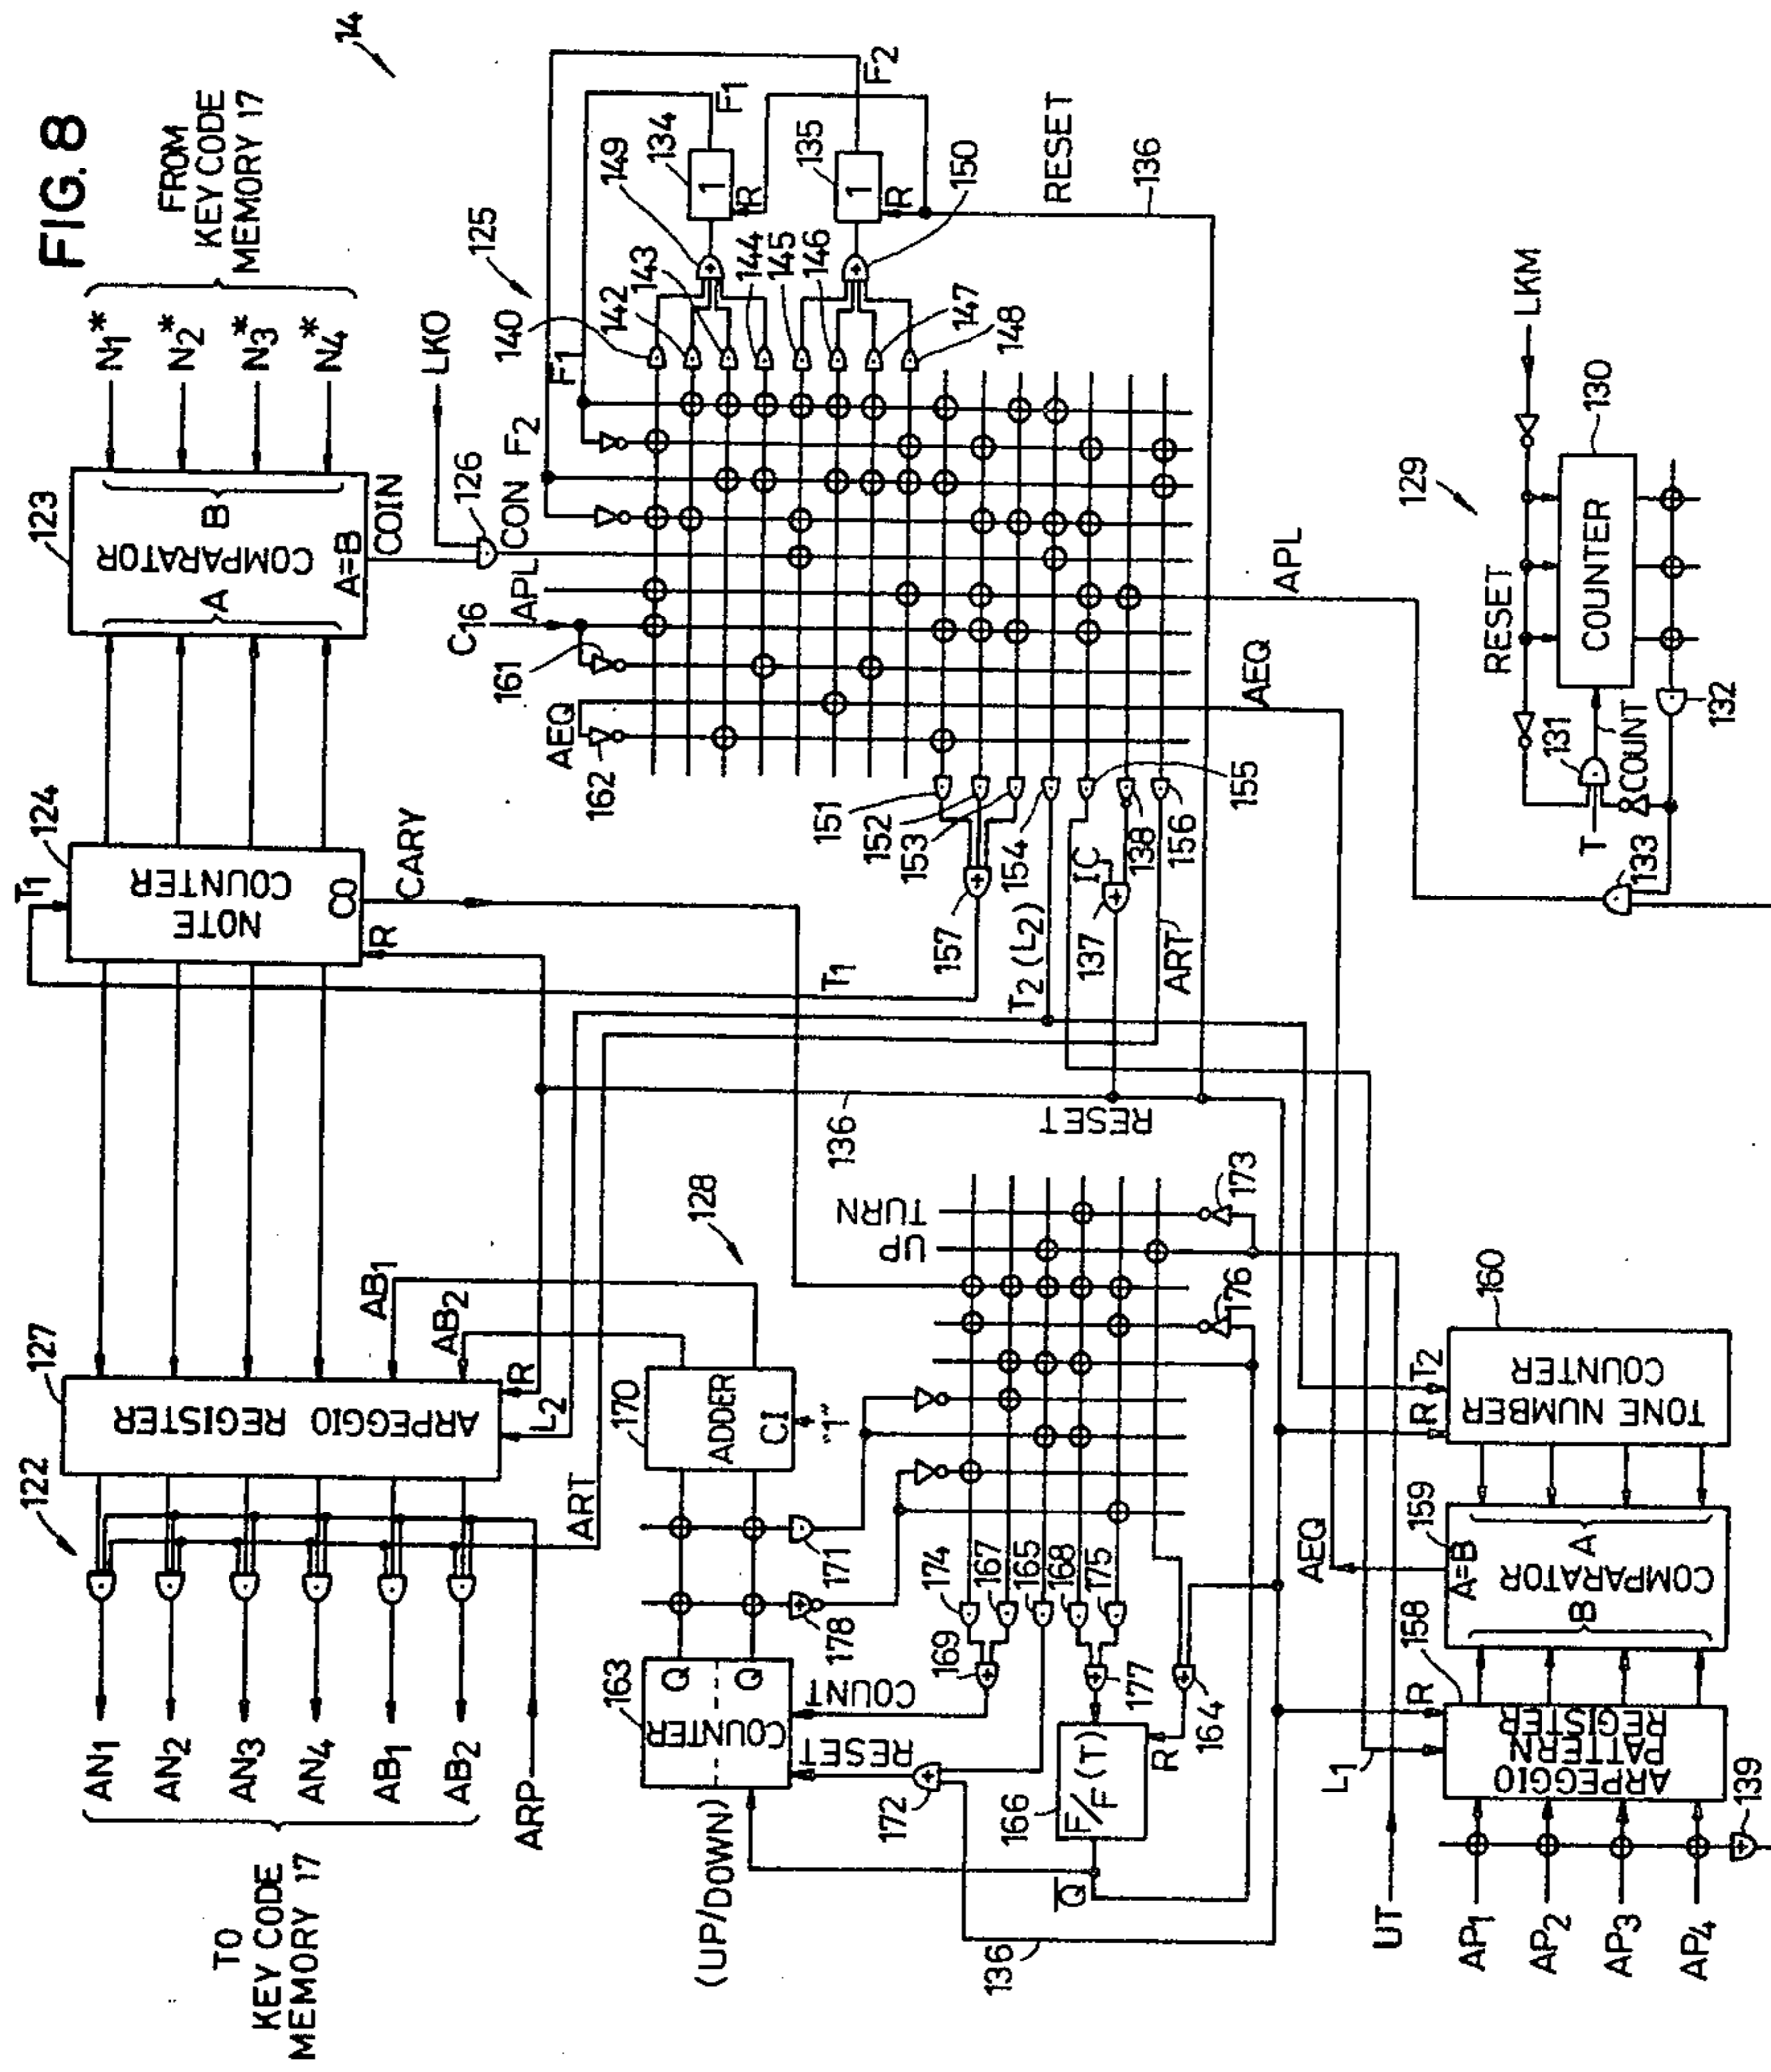 FIG. 8
14
FROM
KEY CODE
MEMORY 17
N1*
N2*
N3*
N4*
LKO
123
COMPARATOR
A
B
A=B
COIN
126
CON
124
T1
NOTE
COUNTER
CO
CARY
R
127
ARPEGGIO
REGISTER
R
L2
122
ART
AN1
AN2
AN3
AN4
AB1
AB2
TO
KEY CODE
MEMORY 17
ARP
AB1
AB2
128
170
ADDER
CI
"1"
171
178
163
COUNTER
Q
Q
COUNT
RESET
(UP/DOWN)
172
166
F/F (T)
Q
R
136
174
167
165
168
175
169
177
164
TURN
UP
173
176
136
RESET
125
140
142
143
144
145
146
147
148
149
150
134
1
R
135
1
R
F1
F2
F1
F2
RESET
136
C16
APL
161
AEQ
162
AEQ
APL
151
152
153
154
155
138
156
157
T1
T2 (L2)
IC
137
ART
129
LKM
RESET
130
COUNTER
COUNT
131
T
132
133
160
TONE NUMBER
COUNTER
T2
R
159
COMPARATOR
A=B
A
B
AEQ
158
ARPEGGIO
PATTERN
REGISTER
R
L1
139
UT
AP1
AP2
AP3
AP4